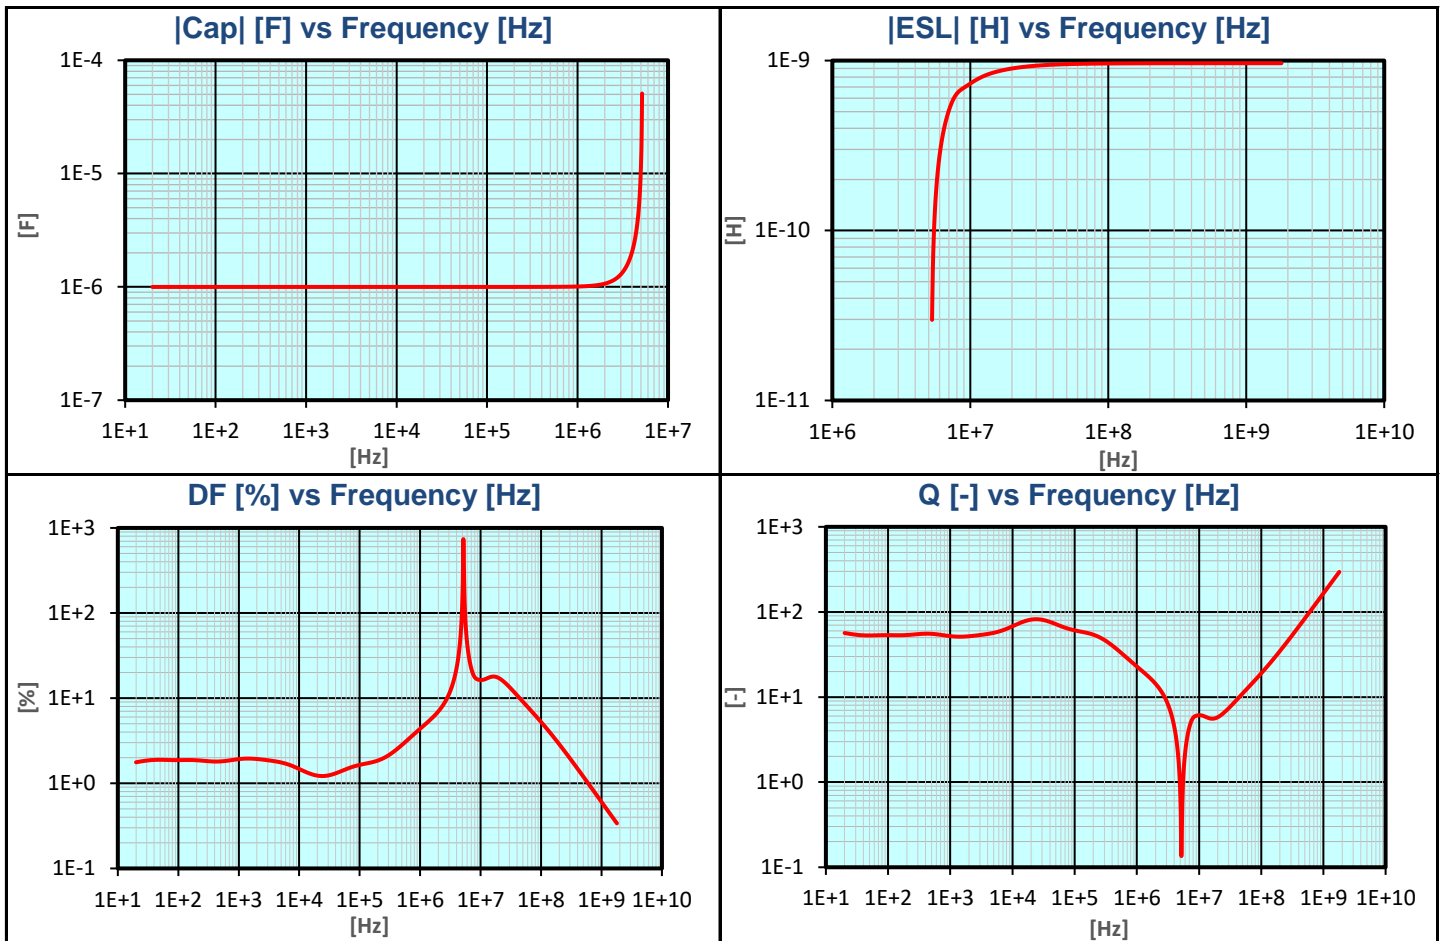 |Cap| [F] vs Frequency [Hz]
1E-4
1E-5
1E-6
1E-7
[F]
1E+1 1E+2 1E+3 1E+4 1E+5 1E+6 1E+7
[Hz]
|ESL| [H] vs Frequency [Hz]
1E-9
1E-10
1E-11
[H]
1E+6 1E+7 1E+8 1E+9 1E+10
[Hz]
DF [%] vs Frequency [Hz]
1E+3
1E+2
1E+1
1E+0
1E-1
[%]
1E+1 1E+2 1E+3 1E+4 1E+5 1E+6 1E+7 1E+8 1E+9 1E+10
[Hz]
Q [-] vs Frequency [Hz]
1E+3
1E+2
1E+1
1E+0
1E-1
[-]
1E+1 1E+2 1E+3 1E+4 1E+5 1E+6 1E+7 1E+8 1E+9 1E+10
[Hz]